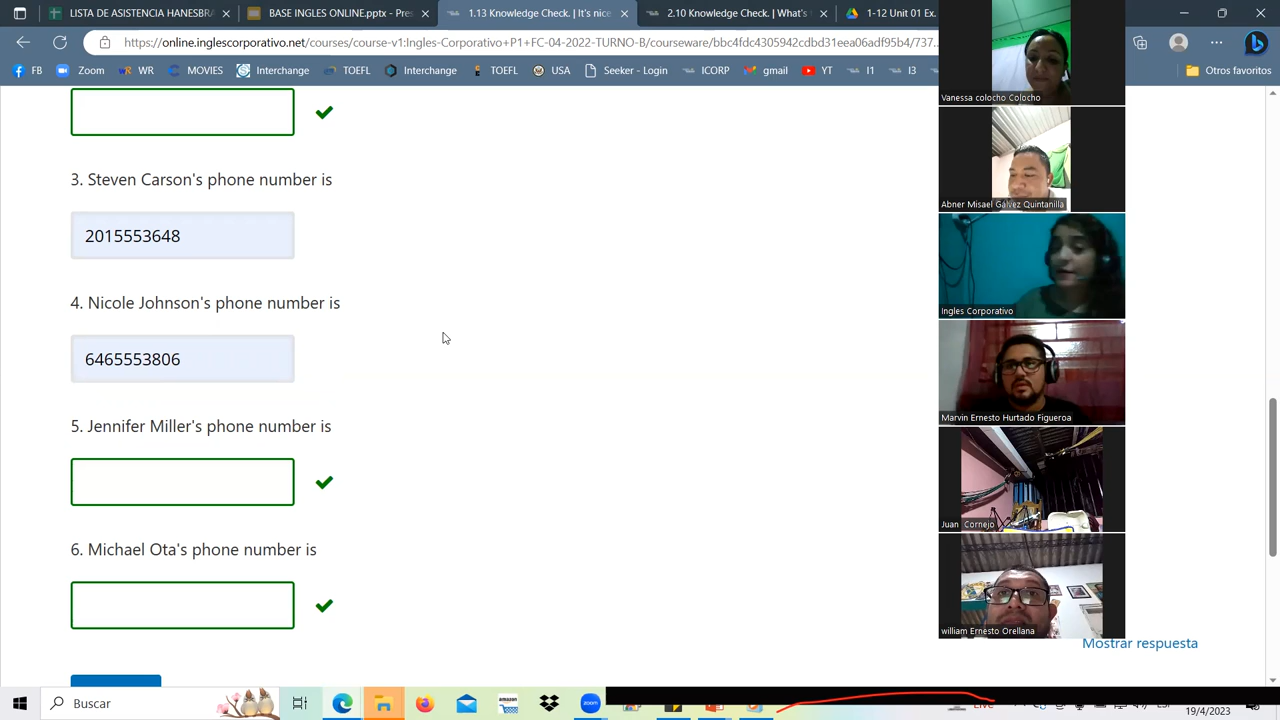 LISTA DE ASISTENCIA HANESBRA
BASE INGLES ONLINE.pptx - Pres
1.13 Knowledge Check. | It's nice
2.10 Knowledge Check. | What's
1-12 Unit 01 Ex.
https://online.inglescorporativo.net/courses/course-v1:Ingles-Corporativo+P1+FC-04-2022-TURNO-B/courseware/bbc4fdc4305942cdbd31eea06adf95b4/737...
FB
Zoom
WR
MOVIES
Interchange
TOEFL
Interchange
TOEFL
USA
Seeker - Login
ICORP
gmail
YT
I1
I3
Otros favoritos
Vanessa colocho Colocho
3. Steven Carson's phone number is
Abner Misael Gálvez Quintanilla
2015553648
4. Nicole Johnson's phone number is
Ingles Corporativo
6465553806
Marvin Ernesto Hurtado Figueroa
5. Jennifer Miller's phone number is
Juan Cornejo
6. Michael Ota's phone number is
william Ernesto Orellana
Mostrar respuesta
Buscar
amazon
zoom
19/4/2023